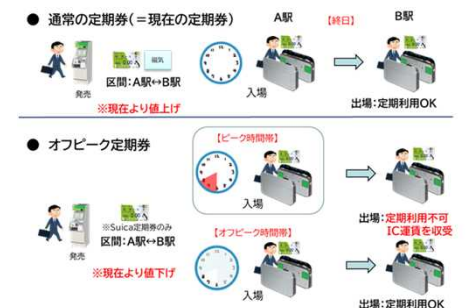 ● 通常の定期券(=現在の定期券)
A駅
【終日】
B駅
磁気
区間:A駅↔B駅
発売
※現在より値上げ
入場
出場:定期利用OK
● オフピーク定期券
【ピーク時間帯】
入場
出場:定期利用不可
IC運賃を収受
※Suica定期券のみ
区間:A駅↔B駅
発売
※現在より値下げ
【オフピーク時間帯】
入場
出場:定期利用OK